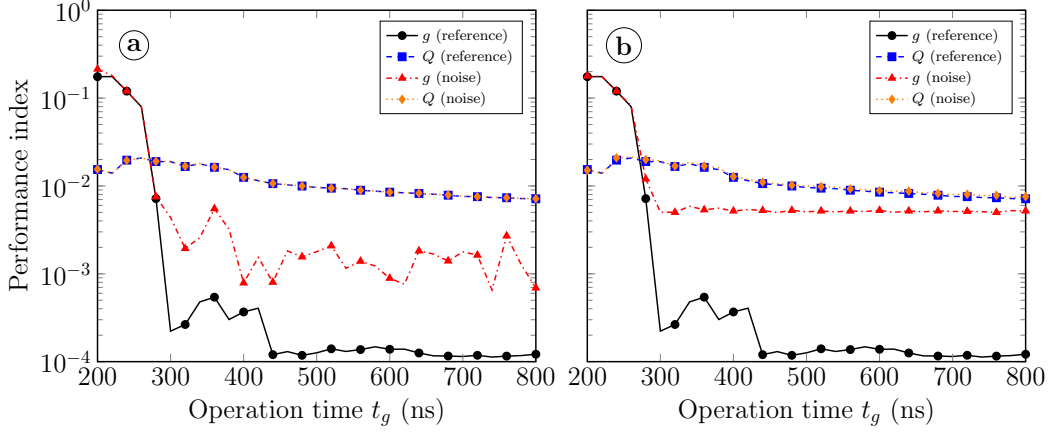 Performance index
10^0
10^−1
10^−2
10^−3
10^−4
a
g (reference)
Q (reference)
g (noise)
Q (noise)
200 300 400 500 600 700 800
Operation time t_g (ns)
b
g (reference)
Q (reference)
g (noise)
Q (noise)
200 300 400 500 600 700 800
Operation time t_g (ns)